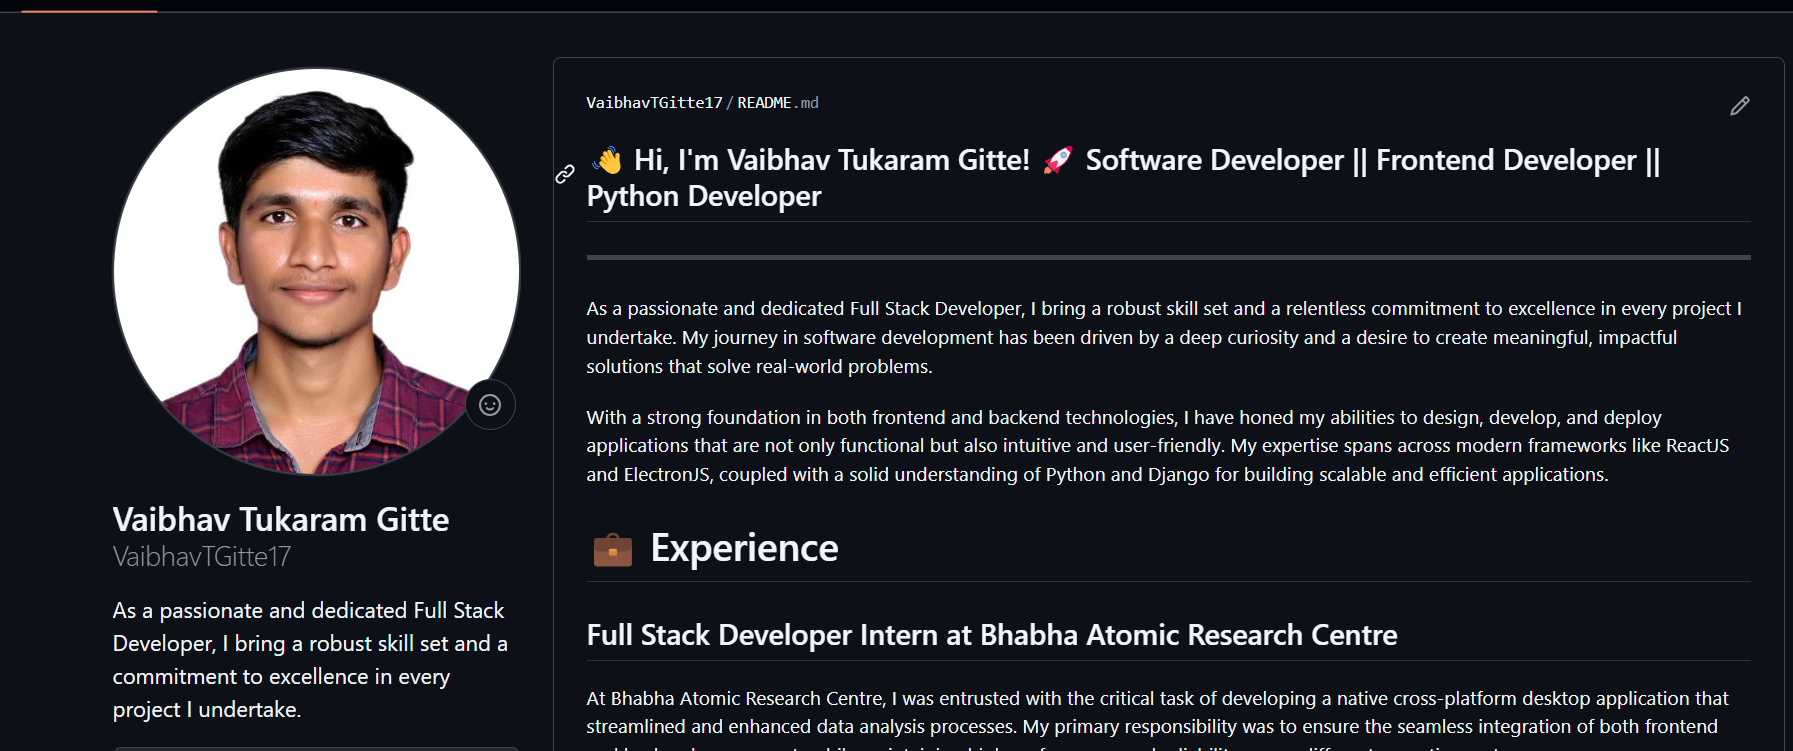 VaibhavTGitte17/README.md
👋 Hi, I'm Vaibhav Tukaram Gitte! 🚀 Software Developer || Frontend Developer ||
Python Developer
As a passionate and dedicated Full Stack Developer, I bring a robust skill set and a relentless commitment to excellence in every project I
undertake. My journey in software development has been driven by a deep curiosity and a desire to create meaningful, impactful
solutions that solve real-world problems.
With a strong foundation in both frontend and backend technologies, I have honed my abilities to design, develop, and deploy
applications that are not only functional but also intuitive and user-friendly. My expertise spans across modern frameworks like ReactJS
and ElectronJS, coupled with a solid understanding of Python and Django for building scalable and efficient applications.
💼 Experience
Full Stack Developer Intern at Bhabha Atomic Research Centre
At Bhabha Atomic Research Centre, I was entrusted with the critical task of developing a native cross-platform desktop application that
streamlined and enhanced data analysis processes. My primary responsibility was to ensure the seamless integration of both frontend
Vaibhav Tukaram Gitte
VaibhavTGitte17
As a passionate and dedicated Full Stack
Developer, I bring a robust skill set and a
commitment to excellence in every
project I undertake.